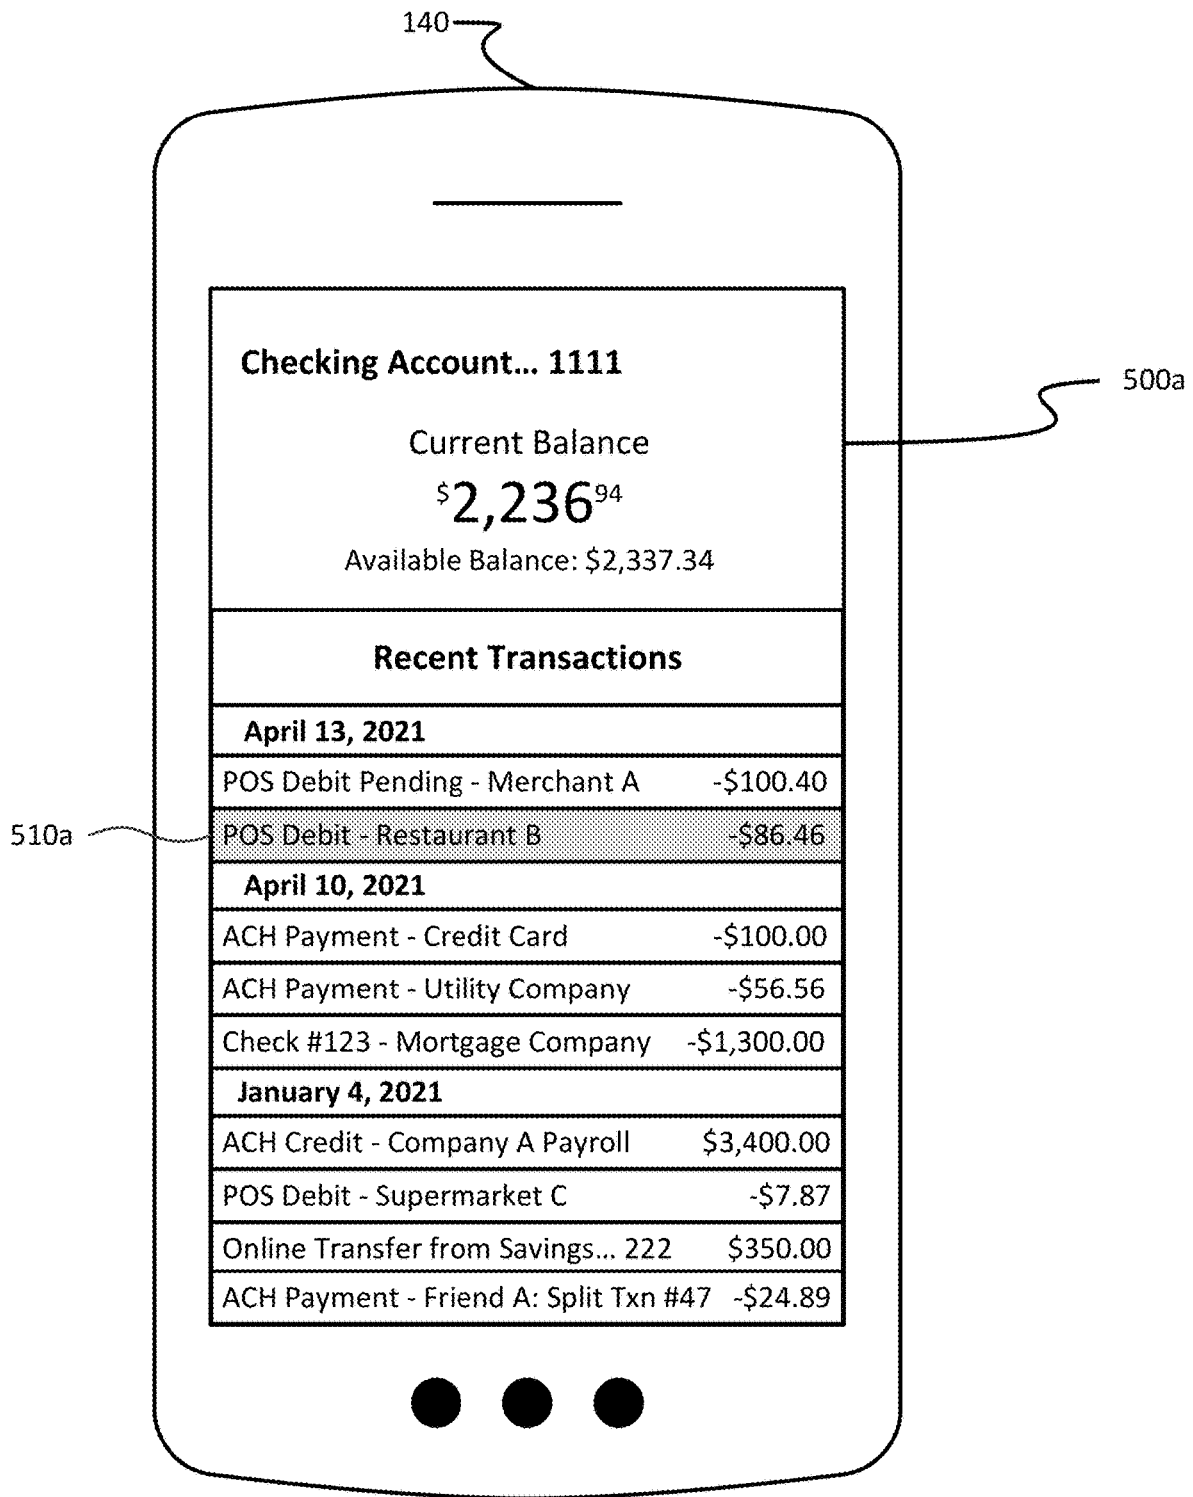 140
Checking Account... 1111
500a
Current Balance
$2,23694
Available Balance: $2,337.34
Recent Transactions
April 13, 2021
POS Debit Pending - Merchant A -$100.40
510a
POS Debit - Restaurant B -$86.46
April 10, 2021
ACH Payment - Credit Card -$100.00
ACH Payment - Utility Company -$56.56
Check #123 - Mortgage Company -$1,300.00
January 4, 2021
ACH Credit - Company A Payroll $3,400.00
POS Debit - Supermarket C -$7.87
Online Transfer from Savings... 222 $350.00
ACH Payment - Friend A: Split Txn #47 -$24.89